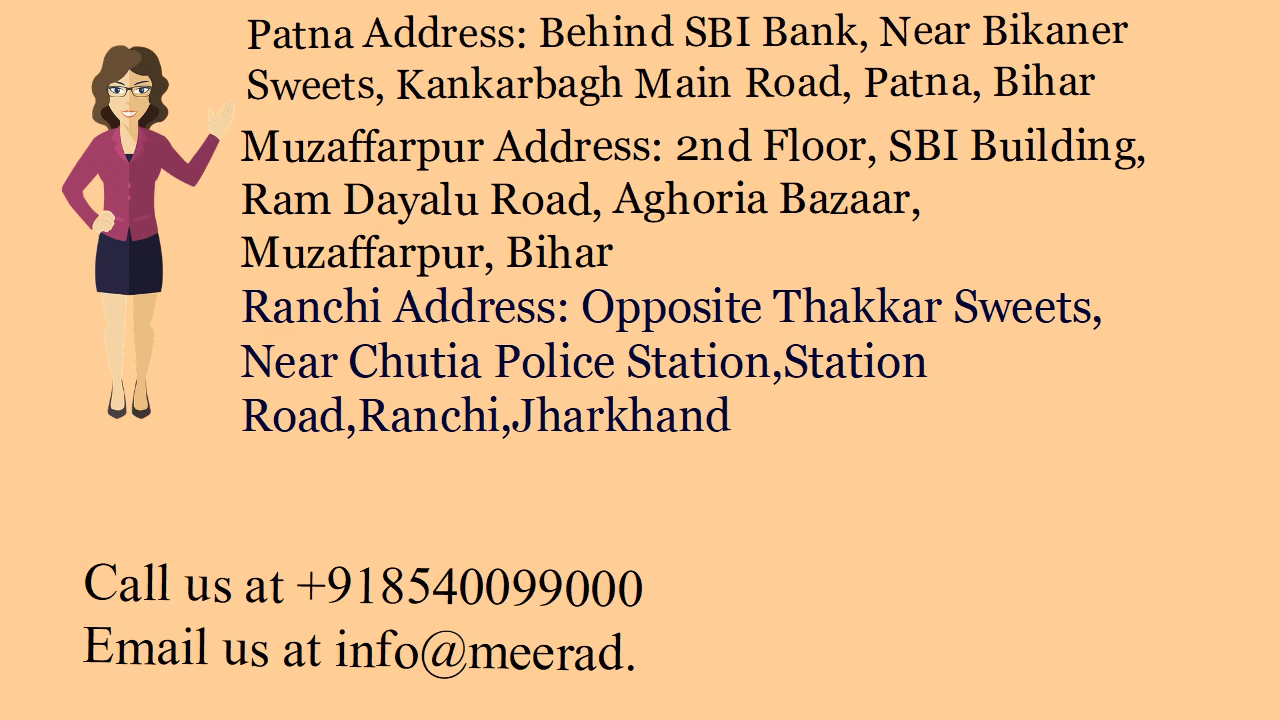 Patna Address: Behind SBI Bank, Near Bikaner
Sweets, Kankarbagh Main Road, Patna, Bihar
Muzaffarpur Address: 2nd Floor, SBI Building,
Ram Dayalu Road, Aghoria Bazaar,
Muzaffarpur, Bihar
Ranchi Address: Opposite Thakkar Sweets,
Near Chutia Police Station,Station
Road,Ranchi,Jharkhand
Call us at +918540099000
Email us at info@meerad.